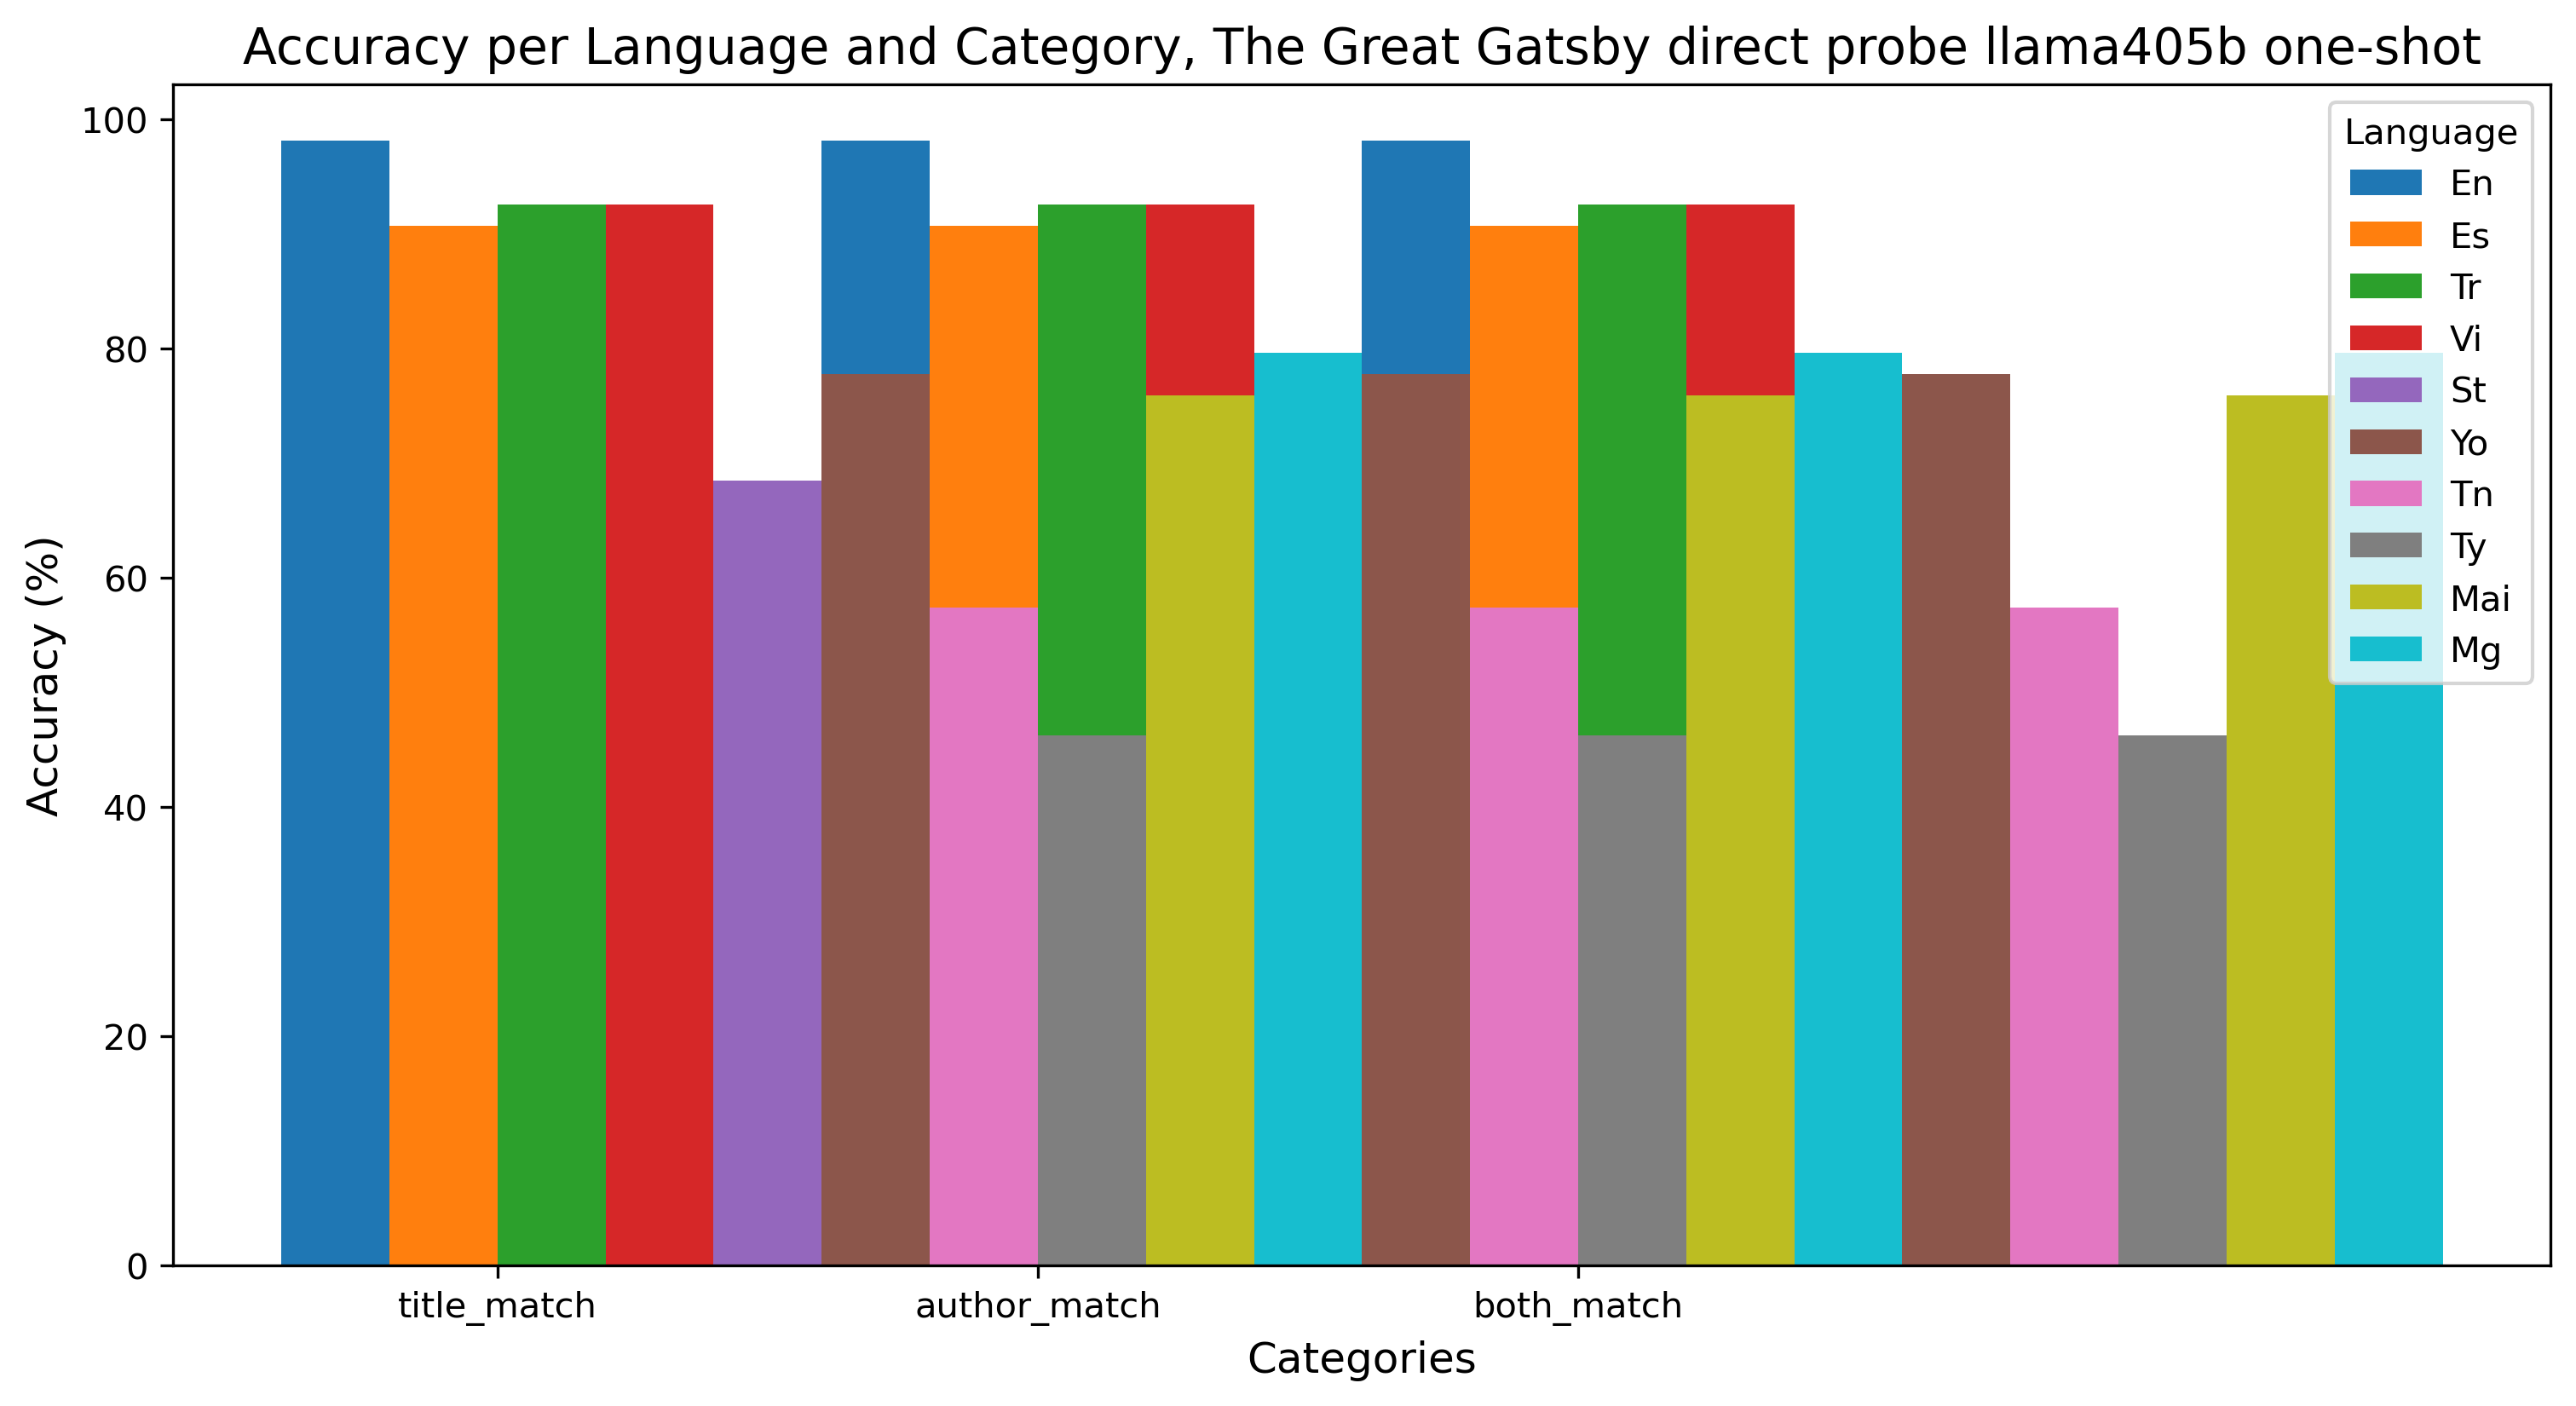 Accuracy per Language and Category, The Great Gatsby direct probe llama405b one-shot
Accuracy (%)
100
80
60
40
20
0
title_match
author_match
both_match
Categories
Language
En
Es
Tr
Vi
St
Yo
Tn
Ty
Mai
Mg